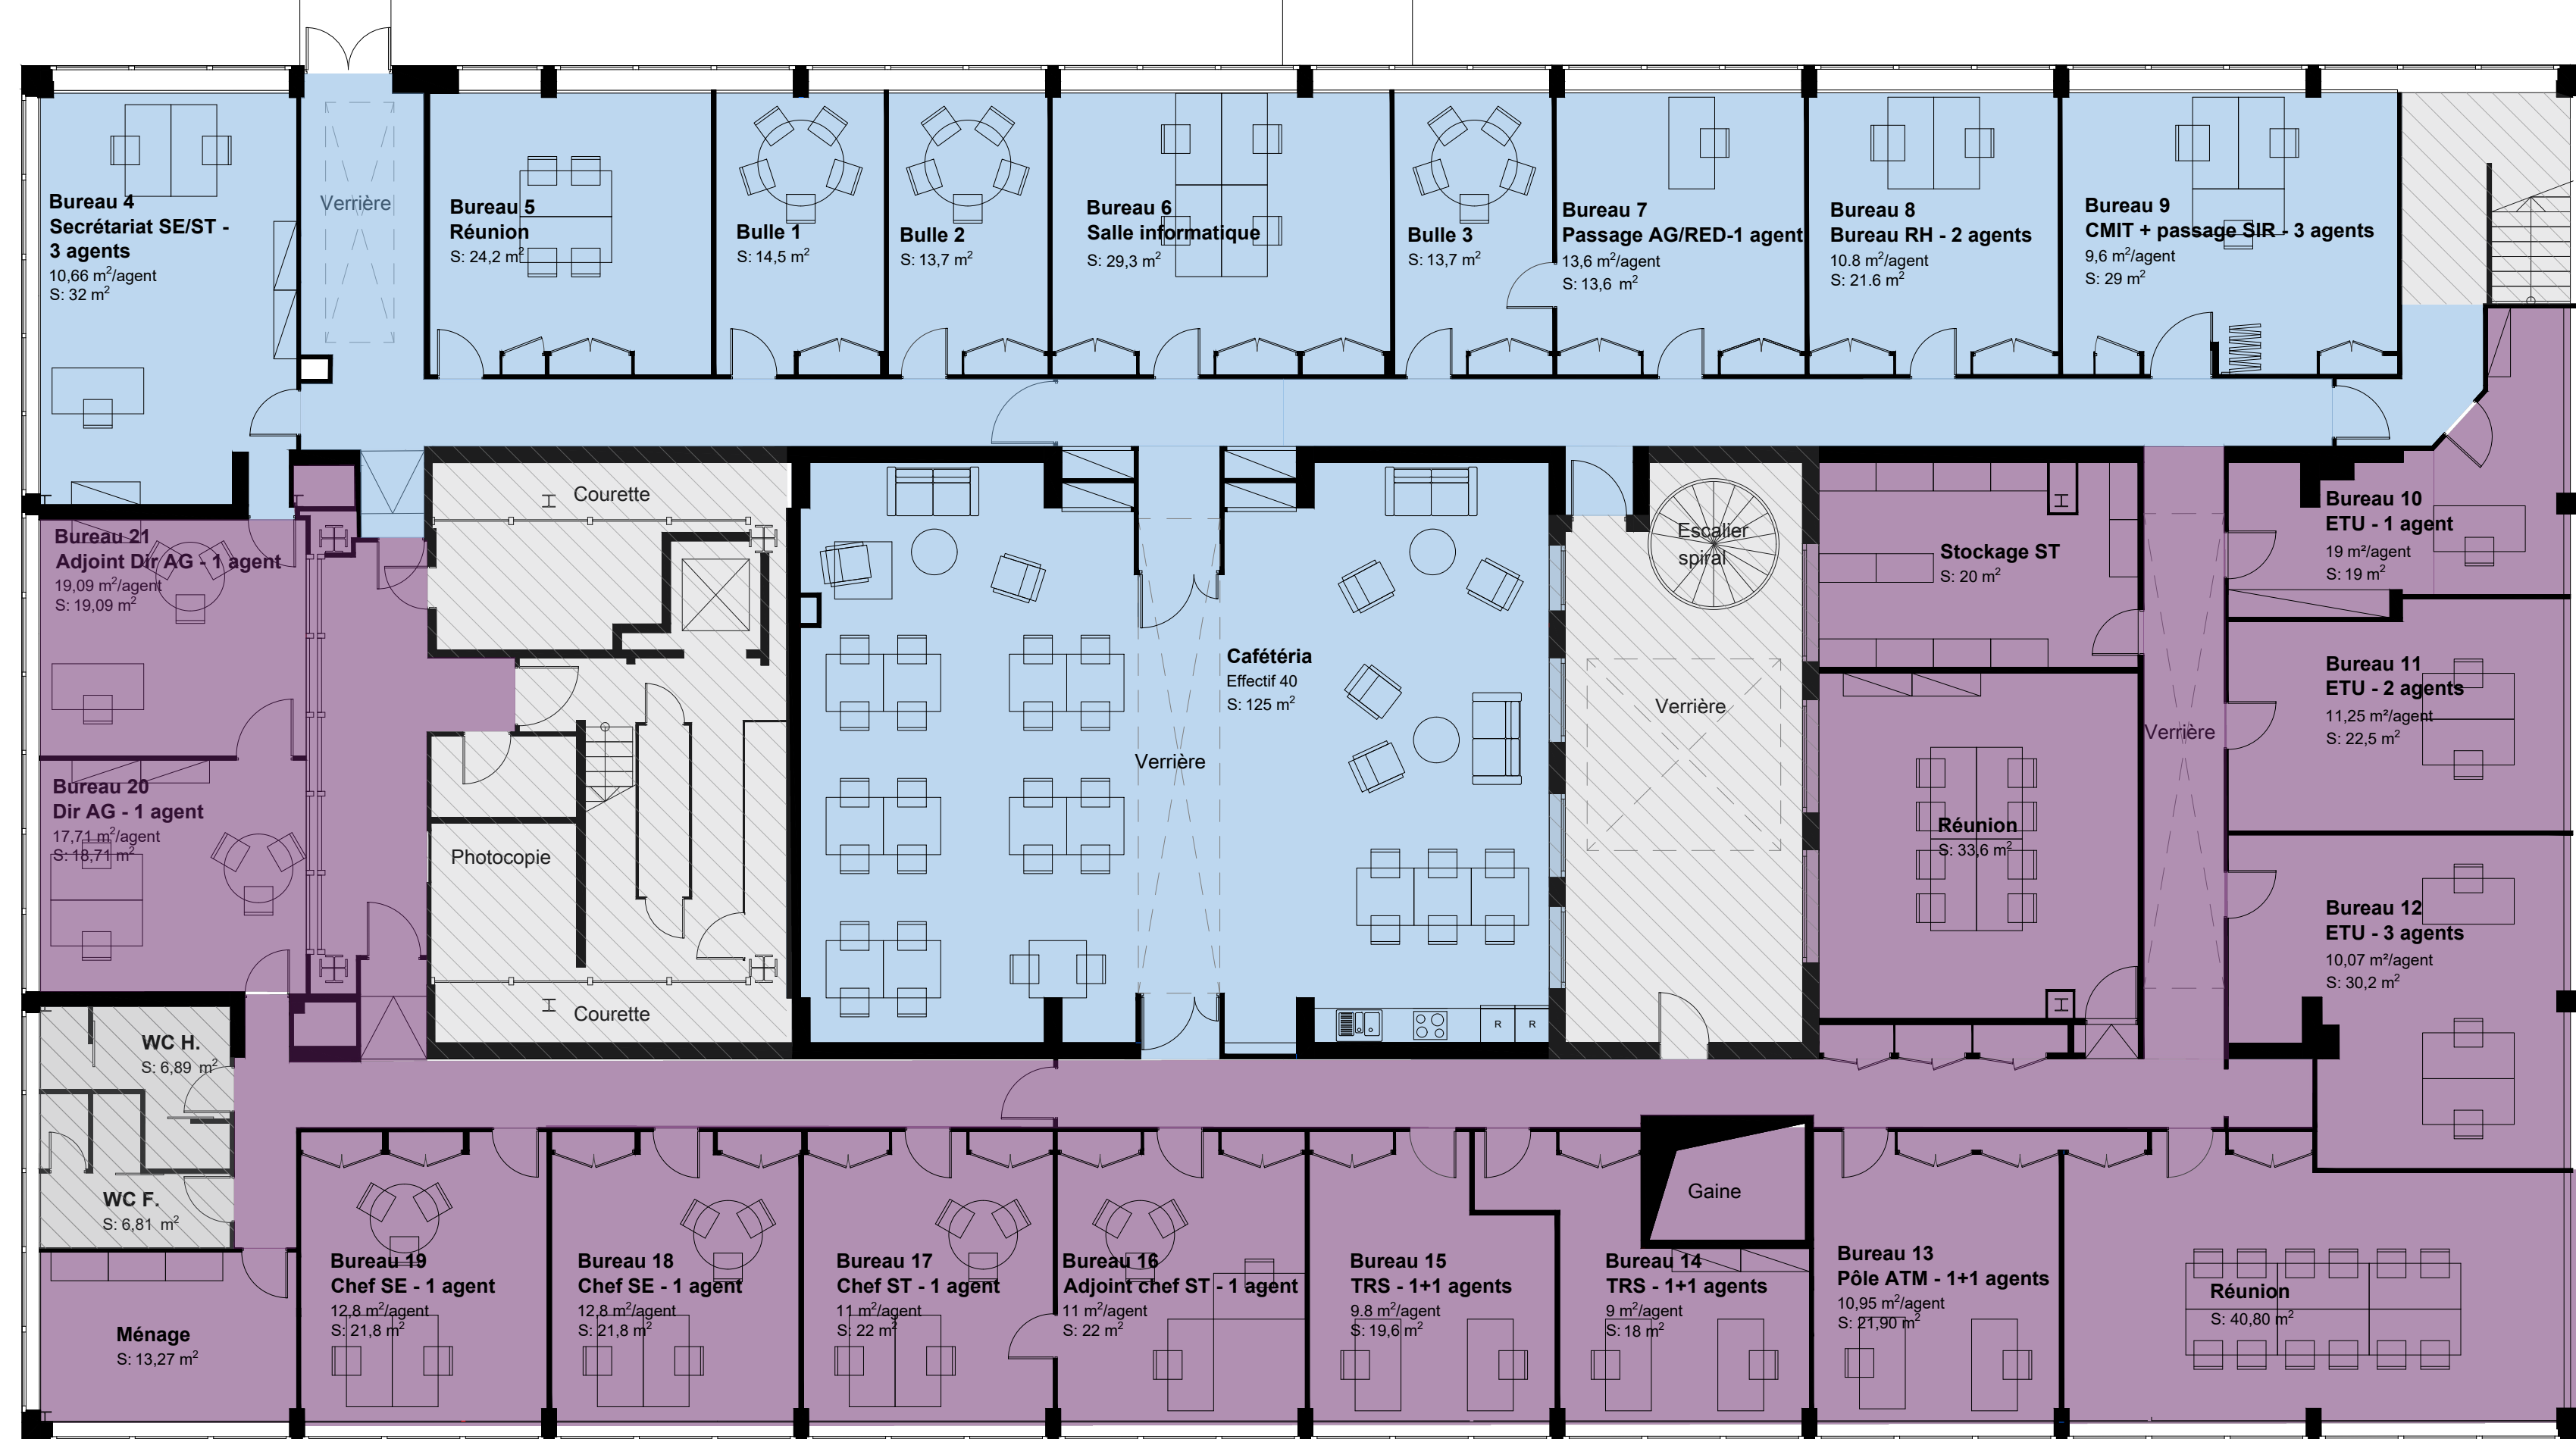 Bureau 4
Secrétariat SE/ST -
3 agents
10,66 m²/agent
S: 32 m²
Verrière
Bureau 5
Réunion
S: 24,2 m²
Bulle 1
S: 14,5 m²
Bulle 2
S: 13,7 m²
Bureau 6
Salle informatique
S: 29,3 m²
Bulle 3
S: 13,7 m²
Bureau 7
Passage AG/RED-1 agent
13,6 m²/agent
S: 13,6 m²
Bureau 8
Bureau RH - 2 agents
10.8 m²/agent
S: 21.6 m²
Bureau 9
CMIT + passage SIR - 3 agents
9,6 m²/agent
S: 29 m²
Bureau 21
Adjoint Dir AG - 1 agent
19,09 m²/agent
S: 19,09 m²
Courette
Escalier
spiral
Stockage ST
S: 20 m²
Bureau 10
ETU - 1 agent
19 m²/agent
S: 19 m²
Cafétéria
Effectif 40
S: 125 m²
Verrière
Verrière
Verrière
Bureau 11
ETU - 2 agents
11,25 m²/agent
S: 22,5 m²
Bureau 20
Dir AG - 1 agent
17,71 m²/agent
S: 18,71 m²
Photocopie
Réunion
S: 33,6 m²
Bureau 12
ETU - 3 agents
10,07 m²/agent
S: 30,2 m²
Courette
R
R
WC H.
S: 6,89 m²
WC F.
S: 6,81 m²
Gaine
Ménage
S: 13,27 m²
Bureau 19
Chef SE - 1 agent
12,8 m²/agent
S: 21,8 m²
Bureau 18
Chef SE - 1 agent
12,8 m²/agent
S: 21,8 m²
Bureau 17
Chef ST - 1 agent
11 m²/agent
S: 22 m²
Bureau 16
Adjoint chef ST - 1 agent
11 m²/agent
S: 22 m²
Bureau 15
TRS - 1+1 agents
9.8 m²/agent
S: 19,6 m²
Bureau 14
TRS - 1+1 agents
9 m²/agent
S: 18 m²
Bureau 13
Pôle ATM - 1+1 agents
10,95 m²/agent
S: 21,90 m²
Réunion
S: 40,80 m²